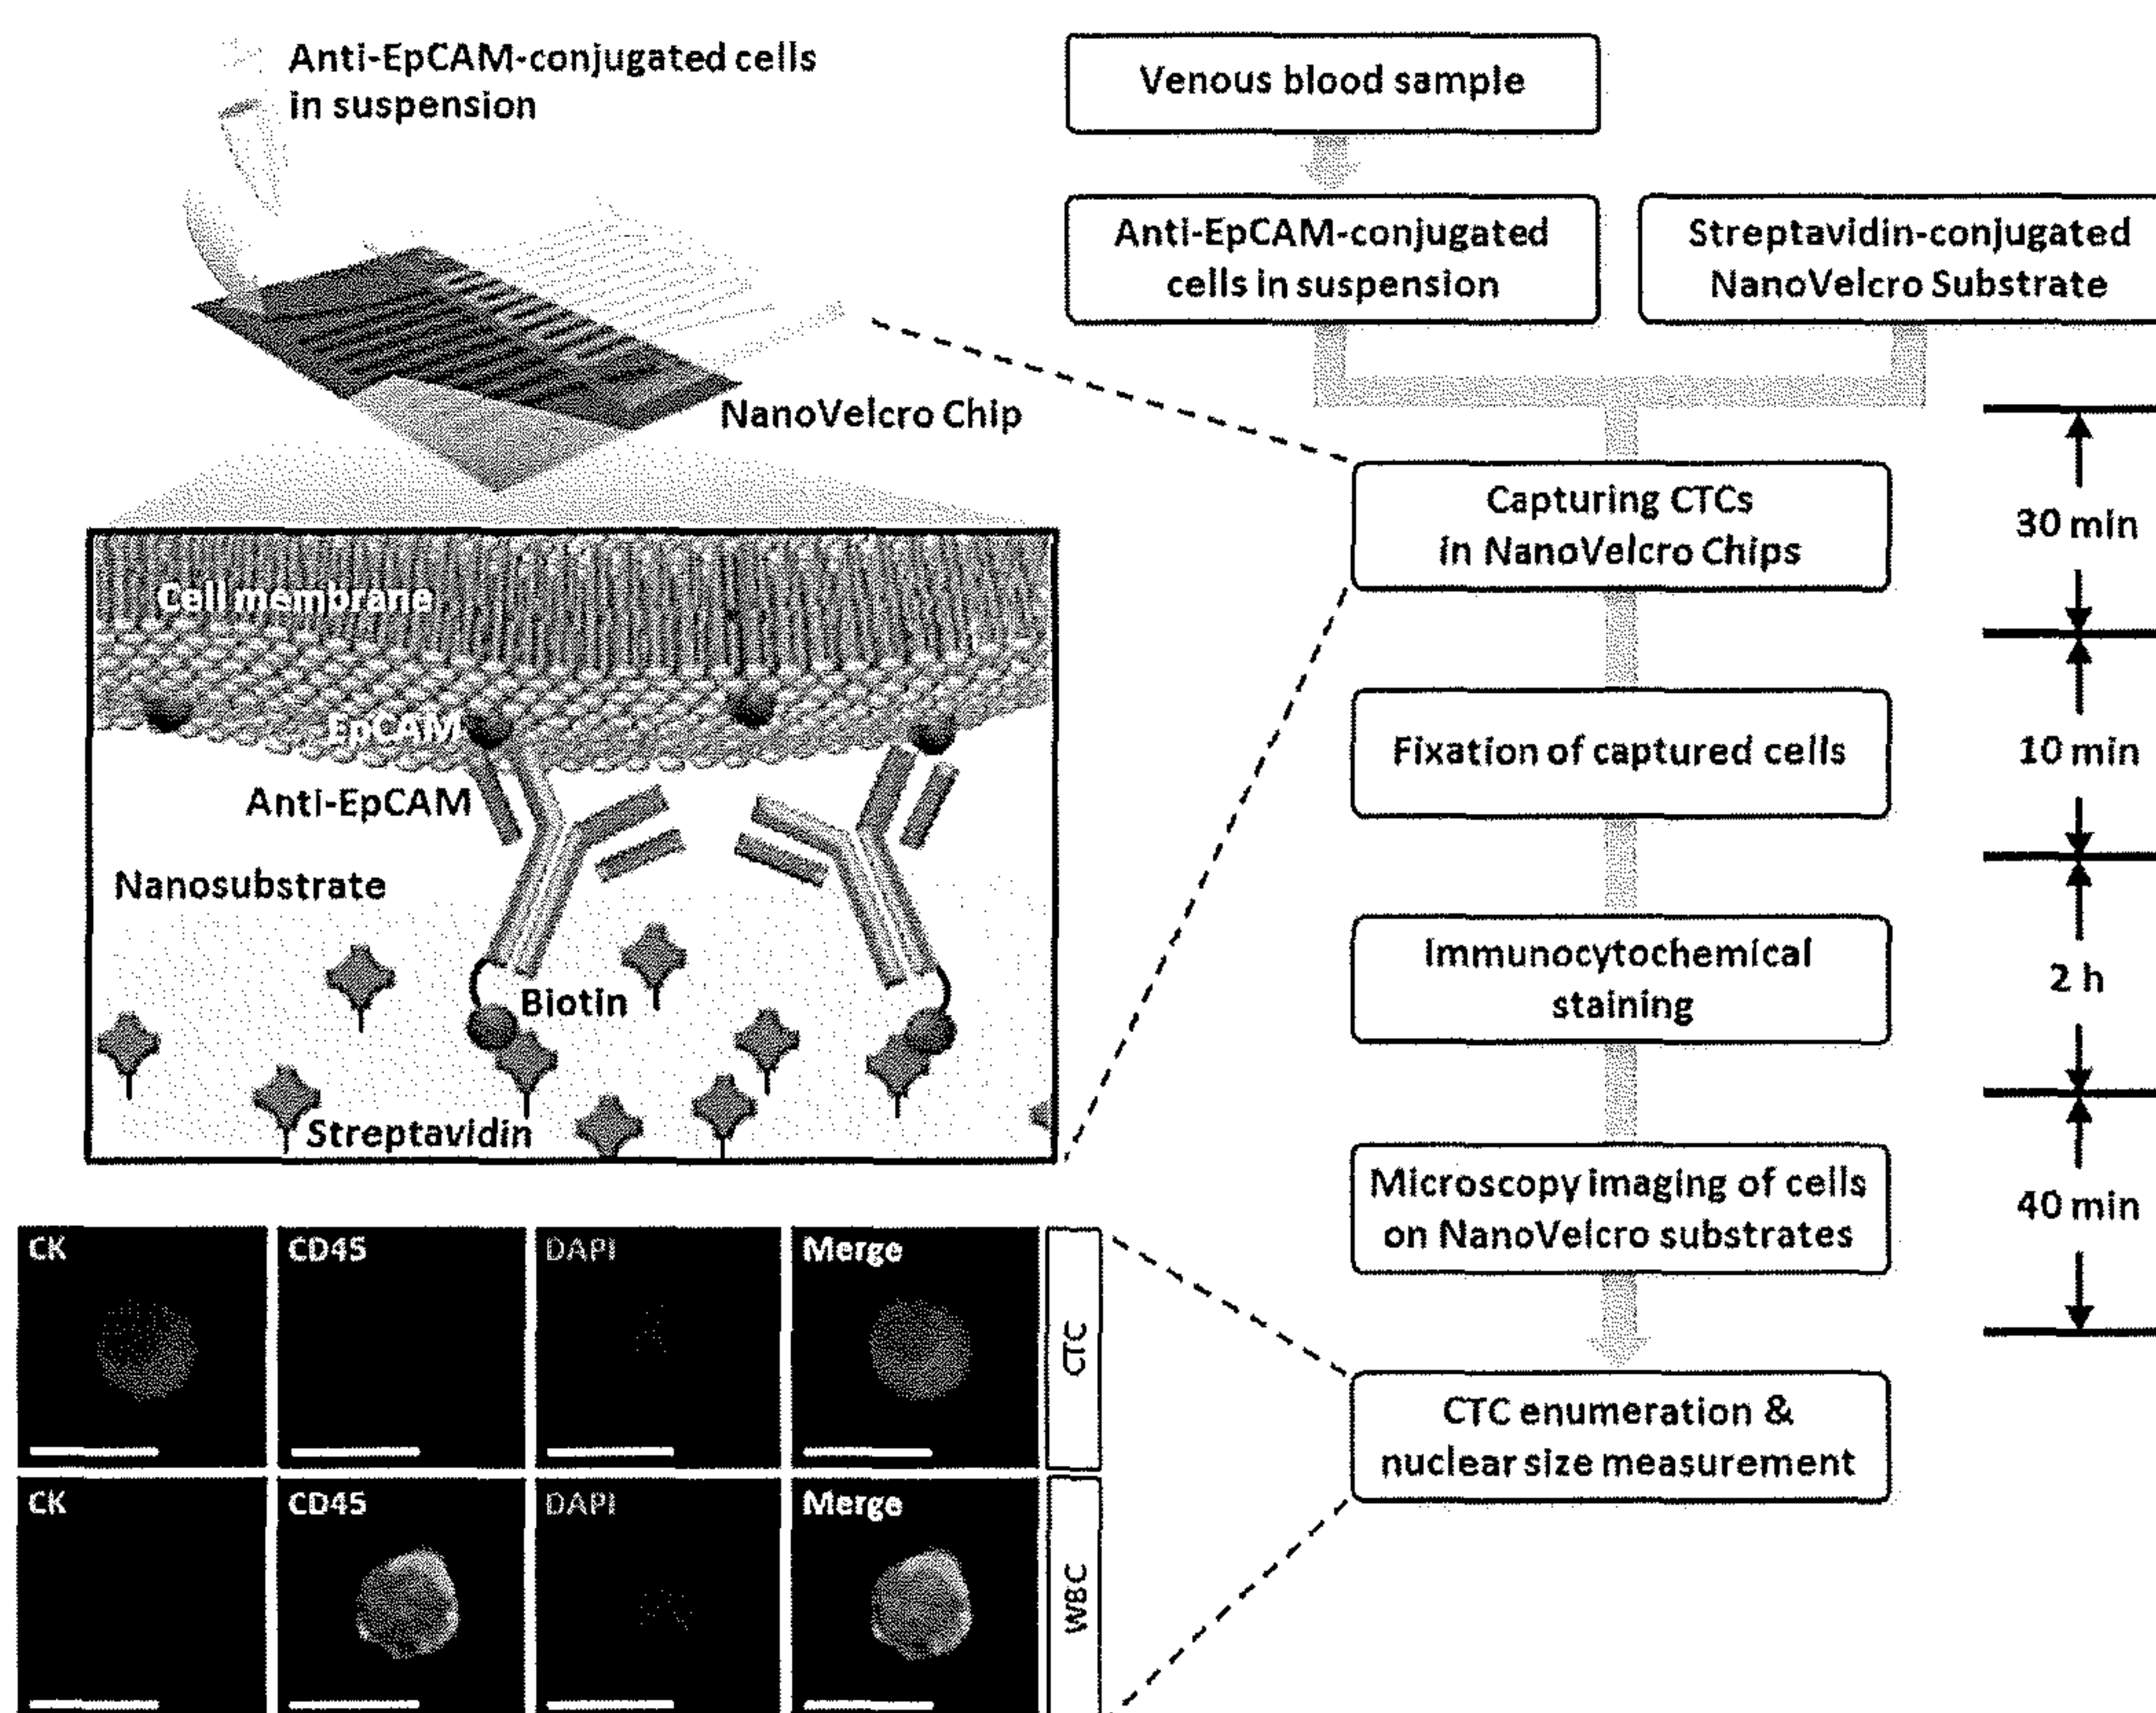 Anti-EpCAM-conjugated cells
in suspension
NanoVelcro Chip
Cell membrane
EpCAM
Anti-EpCAM
Nanosubstrate
Biotin
Streptavidin
Venous blood sample
Anti-EpCAM-conjugated
cells in suspension
Streptavidin-conjugated
NanoVelcro Substrate
Capturing CTCs
in NanoVelcro Chips
30 min
Fixation of captured cells
10 min
Immunocytochemical
staining
2 h
Microscopy imaging of cells
on NanoVelcro substrates
40 min
CTC enumeration &
nuclear size measurement
CK
CD45
DAPI
Merge
CTC
CK
CD45
DAPI
Merge
WBC